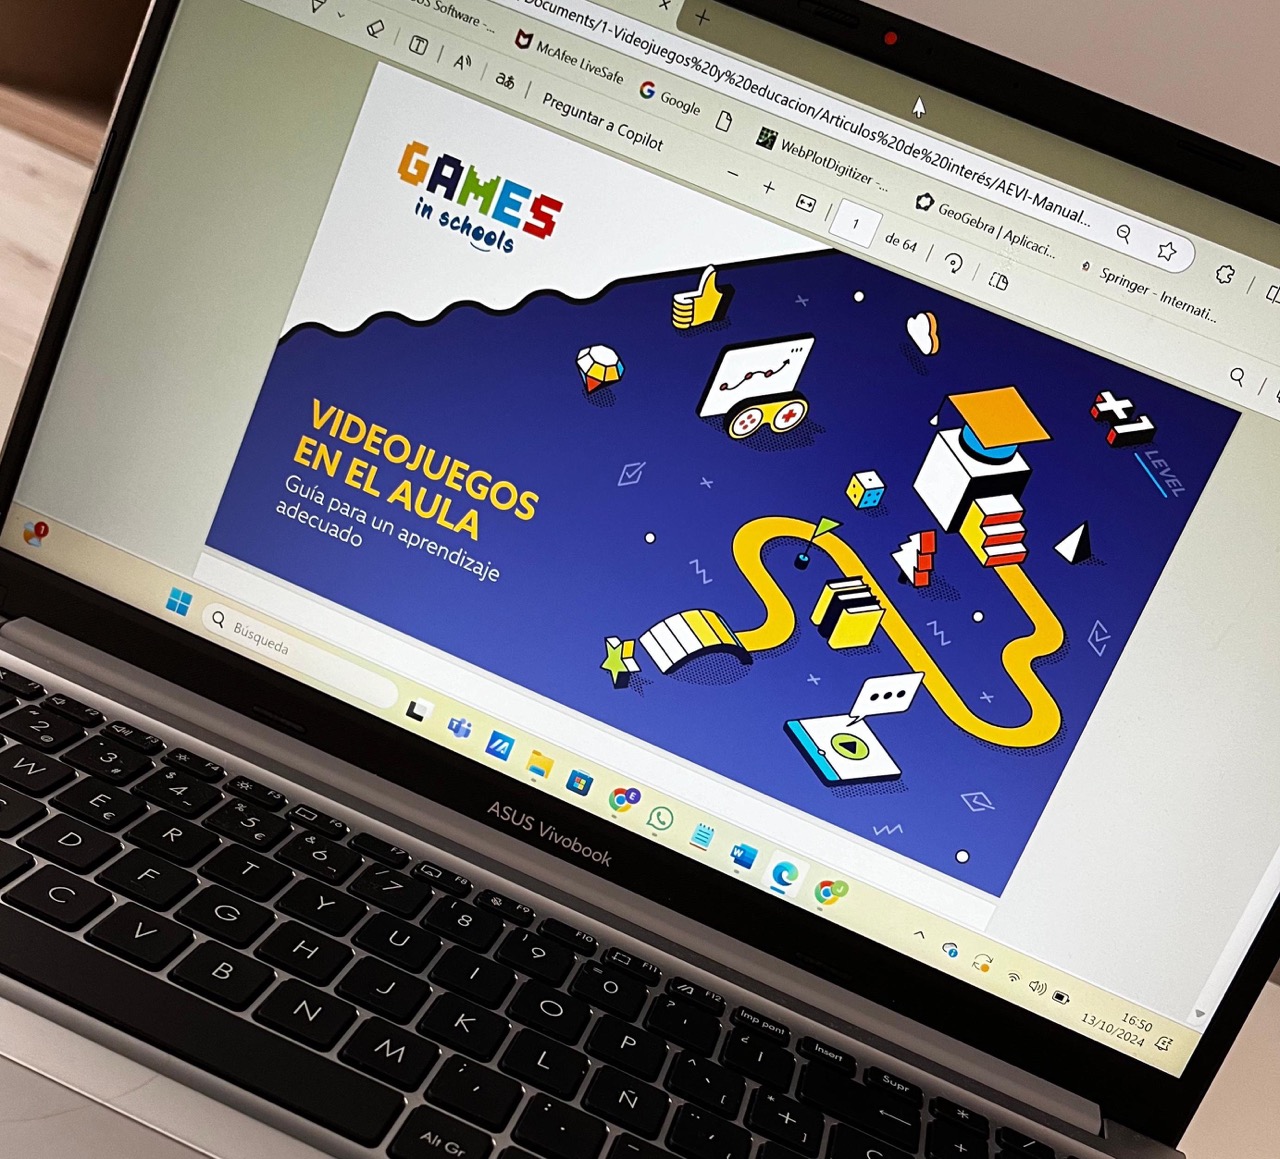 Documents/1-Videojuegos%20y%20educacion/Articulos%20de%20interés/AEVI-Manual...
Software -...
McAfee LiveSafe
Google
WebPlotDigitizer -...
GeoGebra | Aplicaci...
Springer - Internati...
Preguntar a Copilot
1
de 64
GAMES
in schools
VIDEOJUEGOS
EN EL AULA
Guía para un aprendizaje
adecuado
+1
LEVEL
1
Búsqueda
16:50
13/10/2024
ASUS Vivobook
F2
F3
F4
F5
F6
F7
F8
F9
F10
F11
F12
Imp pant
Insert
Supr
2
3
4
5
6
7
8
9
0
W
E
R
T
Y
U
I
O
P
D
F
G
H
J
K
L
Ñ
C
V
B
N
M
Alt Gr